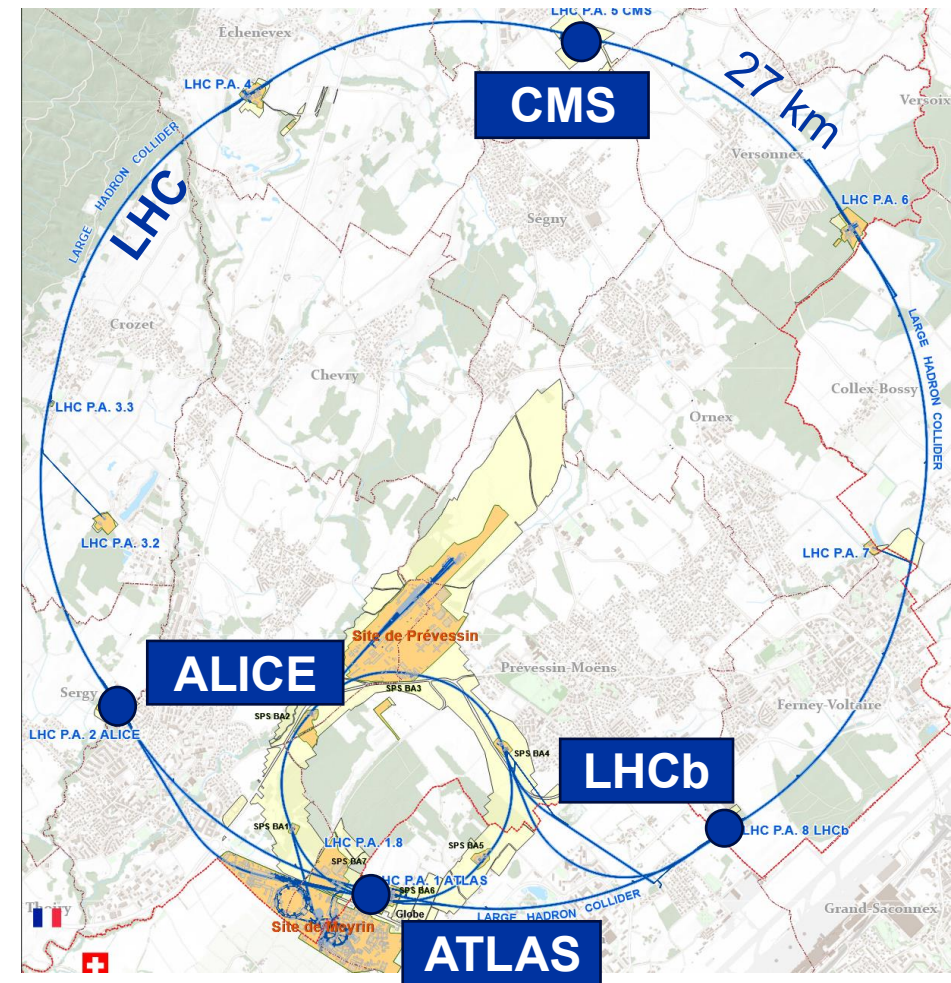 LHC P.A. 5 CMS
Echenevex
CMS
27 km
LHC P.A. 4
Versoix
Versonnex
LARGE HADRON COLLIDER
LHC
LHC P.A. 6
Ségny
LARGE HADRON COLLIDER
Crozet
Chevry
Collex-Bossy
LHC P.A. 3.3
Ornex
LHC P.A. 3.2
LHC P.A. 7
Site de Prévessin
ALICE
Prévessin-Moëns
Sergy
SPS BA3
Ferney-Voltaire
SPS BA2
LHC P.A. 2 ALICE
SPS BA4
LHCb
SPS BA1
LHC P.A. 8 LHCb
LHC P.A. 1.8
SPS BA5
SPS BA7
LHC P.A. 1 ATLAS
SPS BA6
Thoiry
Globe
LARGE HADRON COLLIDER
Grand-Saconnex
Site de Meyrin
ATLAS